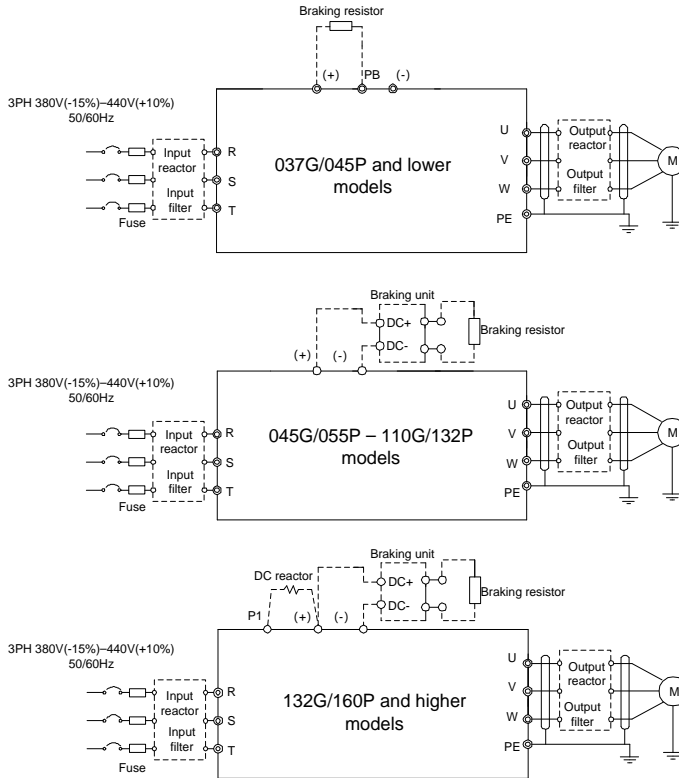 Braking resistor
(+) PB (-)
3PH 380V(-15%)–440V(+10%)
50/60Hz
Input
reactor
Input
filter
Fuse
R
S
T
037G/045P and lower
models
U
V
W
PE
Output
reactor
Output
filter
M
Braking unit
DC+
DC-
Braking resistor
(+) (-)
3PH 380V(-15%)–440V(+10%)
50/60Hz
Input
reactor
Input
filter
Fuse
R
S
T
045G/055P – 110G/132P
models
U
V
W
PE
Output
reactor
Output
filter
M
Braking unit
DC reactor
DC+
DC-
Braking resistor
P1 (+) (-)
3PH 380V(-15%)–440V(+10%)
50/60Hz
Input
reactor
Input
filter
Fuse
R
S
T
132G/160P and higher
models
U
V
W
PE
Output
reactor
Output
filter
M